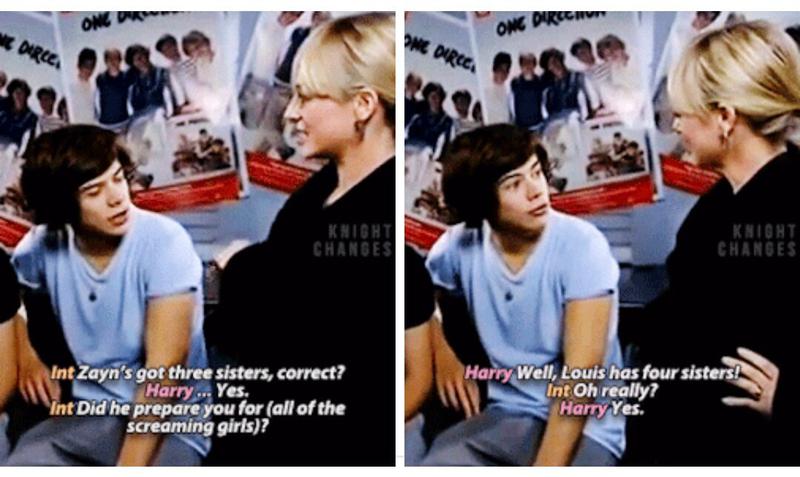 ONE DIRECTION
ONE DIREC
KNIGHT
CHANGES
Int Zayn's got three sisters, correct?
Harry ... Yes.
Int Did he prepare you for (all of the
screaming girls)?
ONE DIRECTION
ONE DIREC
KNIGHT
CHANGES
Harry Well, Louis has four sisters!
Int Oh really?
Harry Yes.